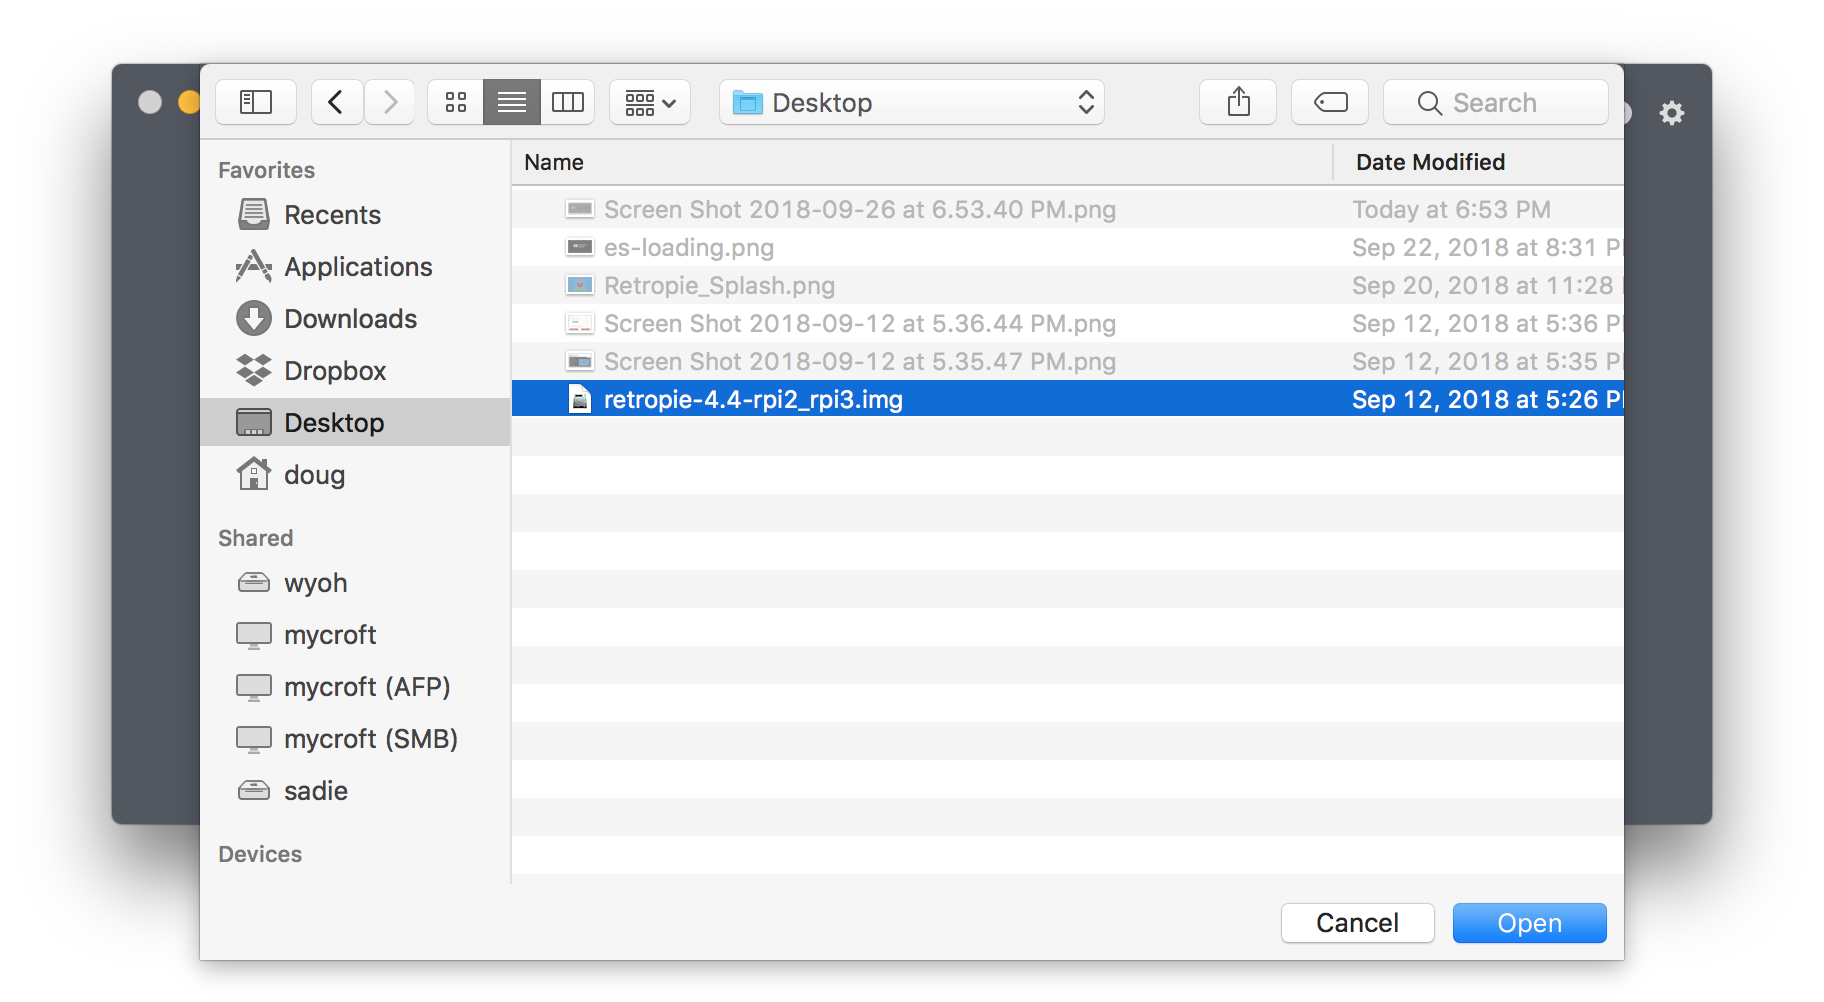 Desktop
Search
Favorites
Recents
Applications
Downloads
Dropbox
Desktop
doug
Shared
wyoh
mycroft
mycroft (AFP)
mycroft (SMB)
sadie
Devices
Name Date Modified
Screen Shot 2018-09-26 at 6.53.40 PM.png Today at 6:53 PM
es-loading.png Sep 22, 2018 at 8:31 P
Retropie_Splash.png Sep 20, 2018 at 11:28
Screen Shot 2018-09-12 at 5.36.44 PM.png Sep 12, 2018 at 5:36 P
Screen Shot 2018-09-12 at 5.35.47 PM.png Sep 12, 2018 at 5:35 P
retropie-4.4-rpi2_rpi3.img Sep 12, 2018 at 5:26 P
Cancel Open